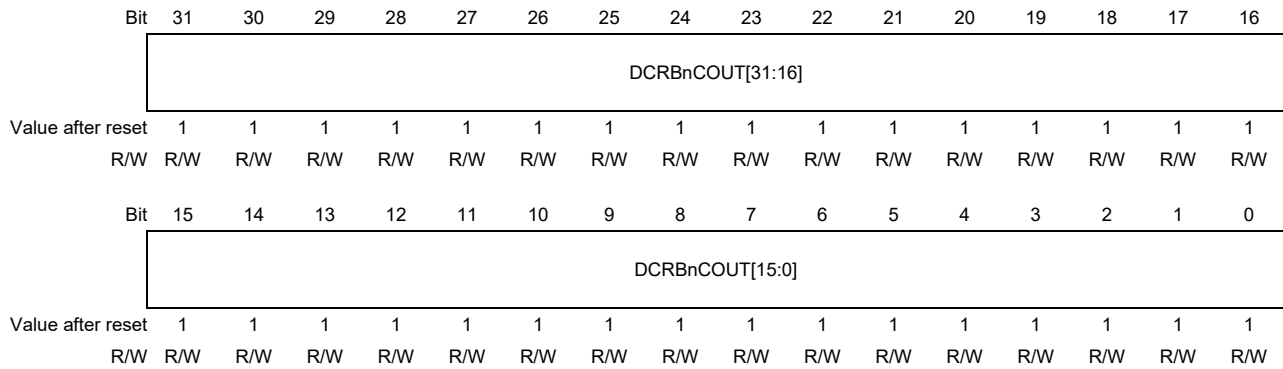 Bit 31 30 29 28 27 26 25 24 23 22 21 20 19 18 17 16
DCRBnCOUT[31:16]
Value after reset 1 1 1 1 1 1 1 1 1 1 1 1 1 1 1 1
R/W R/W R/W R/W R/W R/W R/W R/W R/W R/W R/W R/W R/W R/W R/W R/W R/W
Bit 15 14 13 12 11 10 9 8 7 6 5 4 3 2 1 0
DCRBnCOUT[15:0]
Value after reset 1 1 1 1 1 1 1 1 1 1 1 1 1 1 1 1
R/W R/W R/W R/W R/W R/W R/W R/W R/W R/W R/W R/W R/W R/W R/W R/W R/W